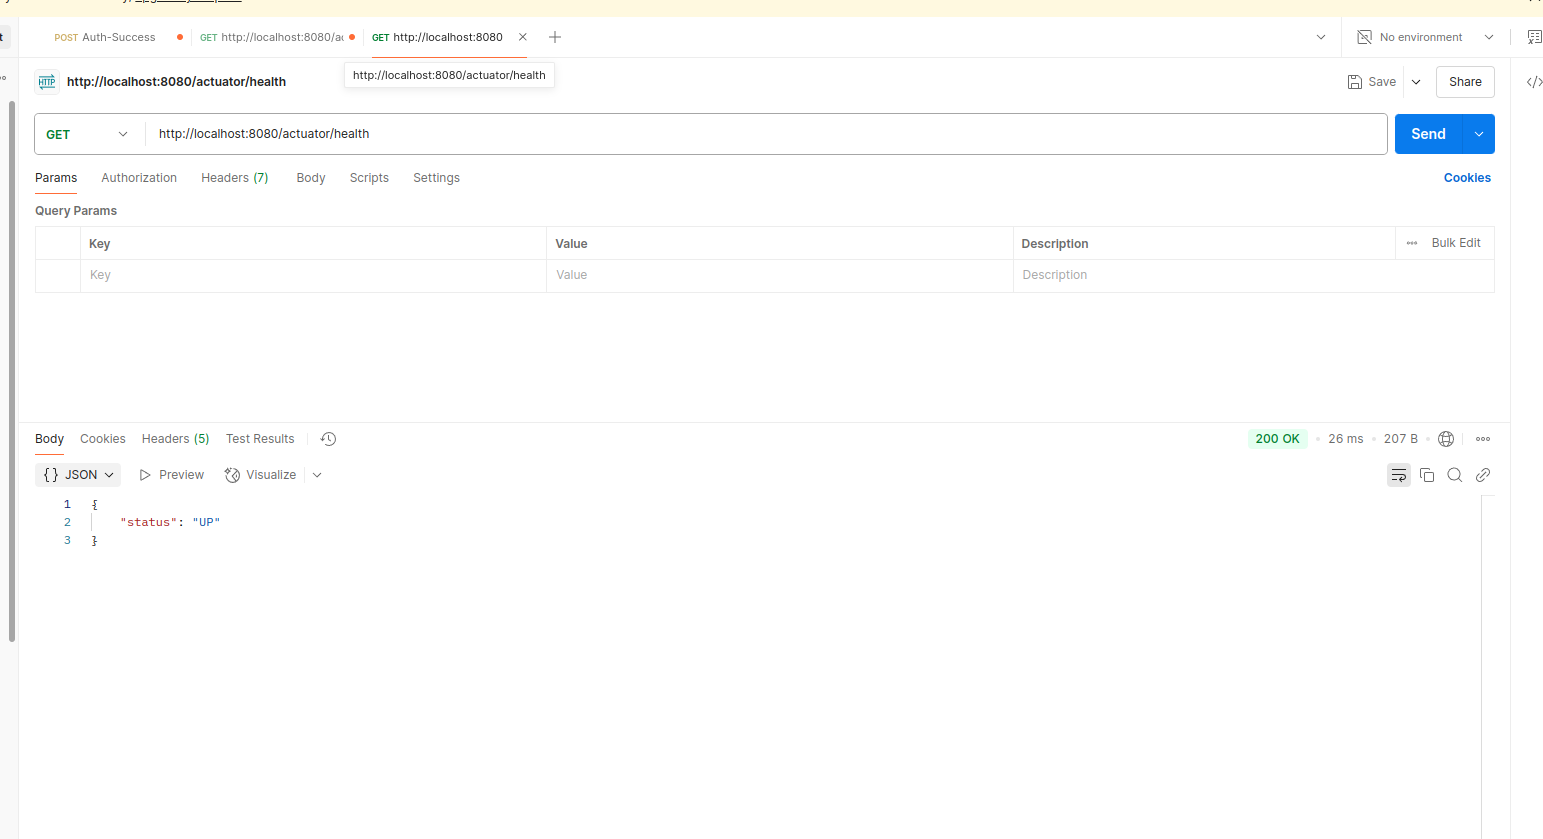 POST Auth-Success
GET http://localhost:8080/ac
GET http://localhost:8080
No environment
http://localhost:8080/actuator/health
HTTP http://localhost:8080/actuator/health
Save
Share
GET
http://localhost:8080/actuator/health
Send
Params Authorization Headers (7) Body Scripts Settings
Cookies
Query Params
Key Value Description Bulk Edit
Key Value Description
Body Cookies Headers (5) Test Results
200 OK • 26 ms • 207 B
{} JSON Preview Visualize
1 {
2 "status": "UP"
3 }